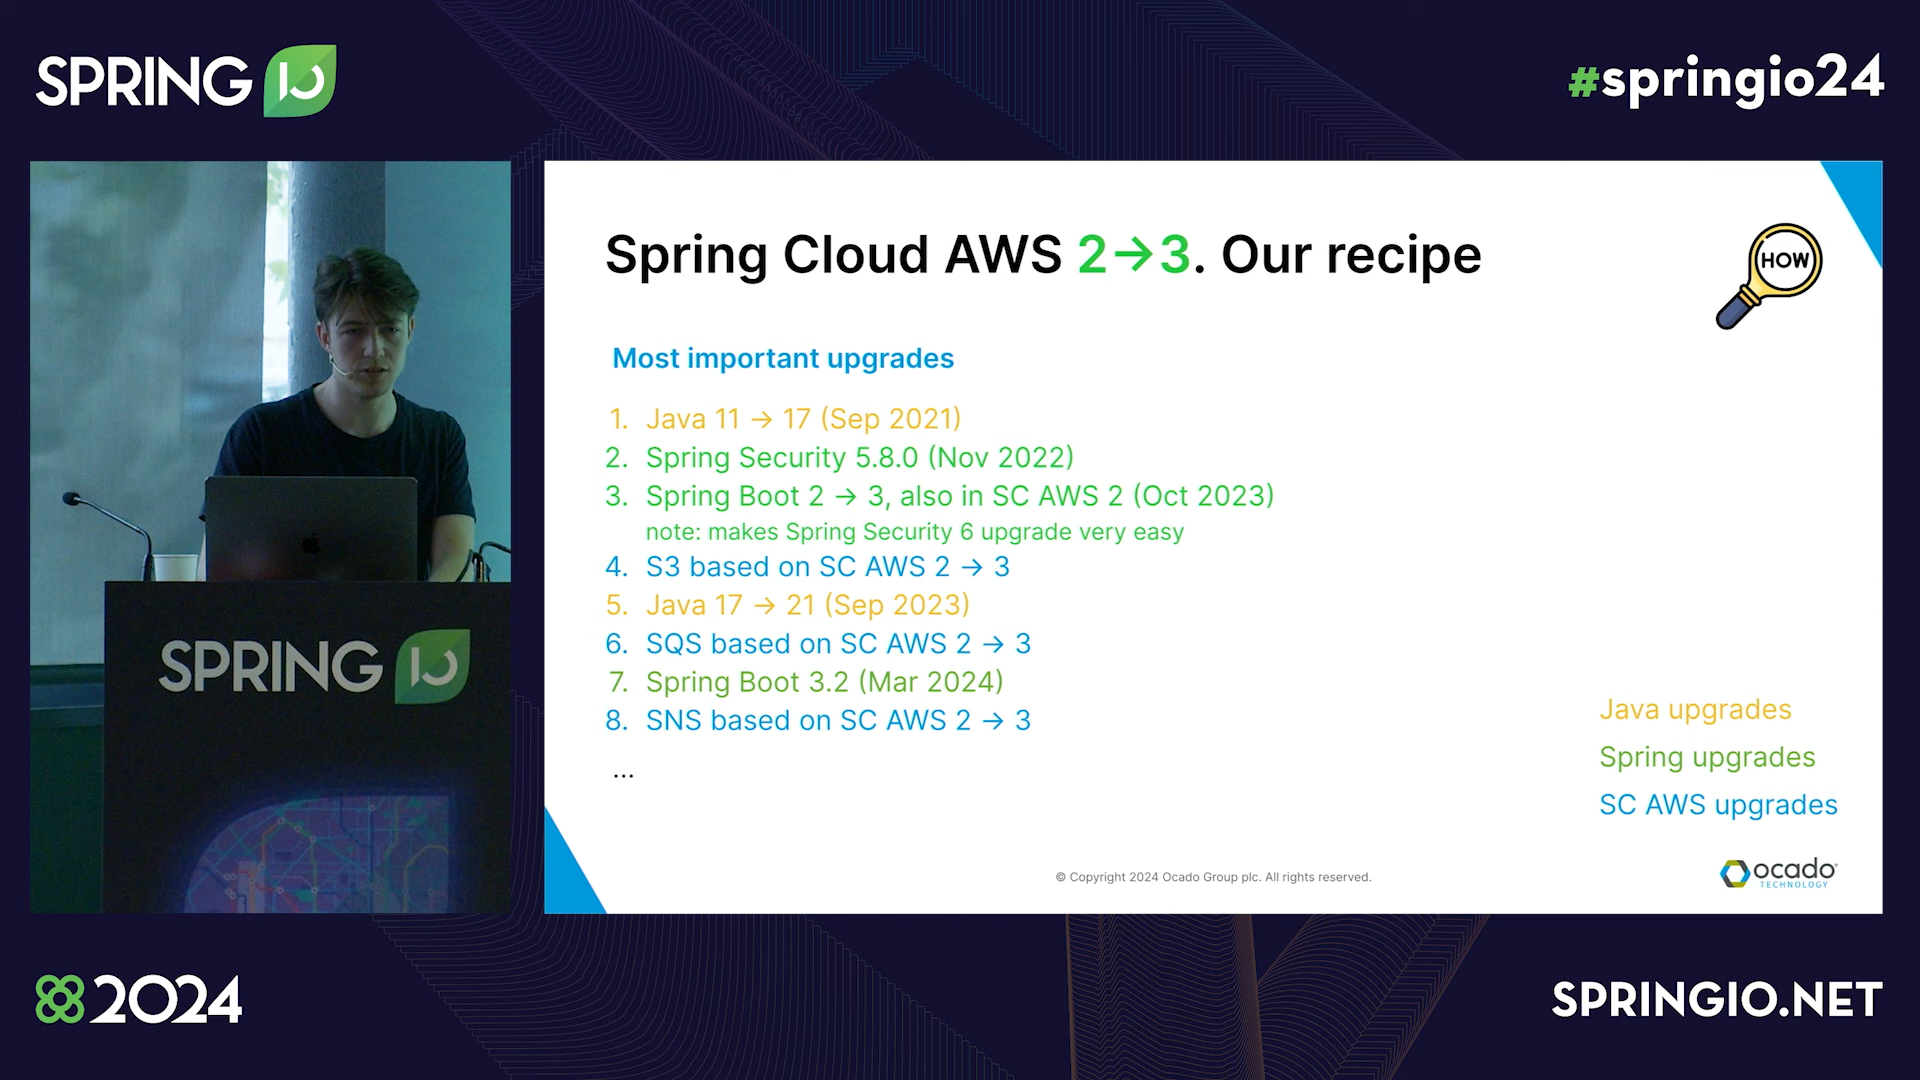 SPRING IO
#springio24
Spring Cloud AWS 2→3. Our recipe
HOW
Most important upgrades
1. Java 11 → 17 (Sep 2021)
2. Spring Security 5.8.0 (Nov 2022)
3. Spring Boot 2 → 3, also in SC AWS 2 (Oct 2023)
note: makes Spring Security 6 upgrade very easy
4. S3 based on SC AWS 2 → 3
5. Java 17 → 21 (Sep 2023)
6. SQS based on SC AWS 2 → 3
7. Spring Boot 3.2 (Mar 2024)
8. SNS based on SC AWS 2 → 3
...
Java upgrades
Spring upgrades
SC AWS upgrades
© Copyright 2024 Ocado Group plc. All rights reserved.
ocado
TECHNOLOGY
SPRING IO
2024
SPRINGIO.NET